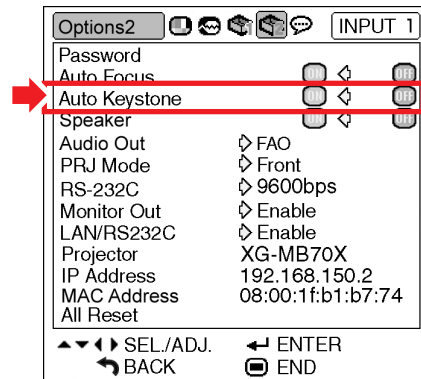 Options2 INPUT 1
Password
Auto Focus ON OFF
Auto Keystone ON OFF
Speaker ON OFF
Audio Out FAO
PRJ Mode Front
RS-232C 9600bps
Monitor Out Enable
LAN/RS232C Enable
Projector XG-MB70X
IP Address 192.168.150.2
MAC Address 08:00:1f:b1:b7:74
All Reset
SEL./ADJ. ENTER
BACK END